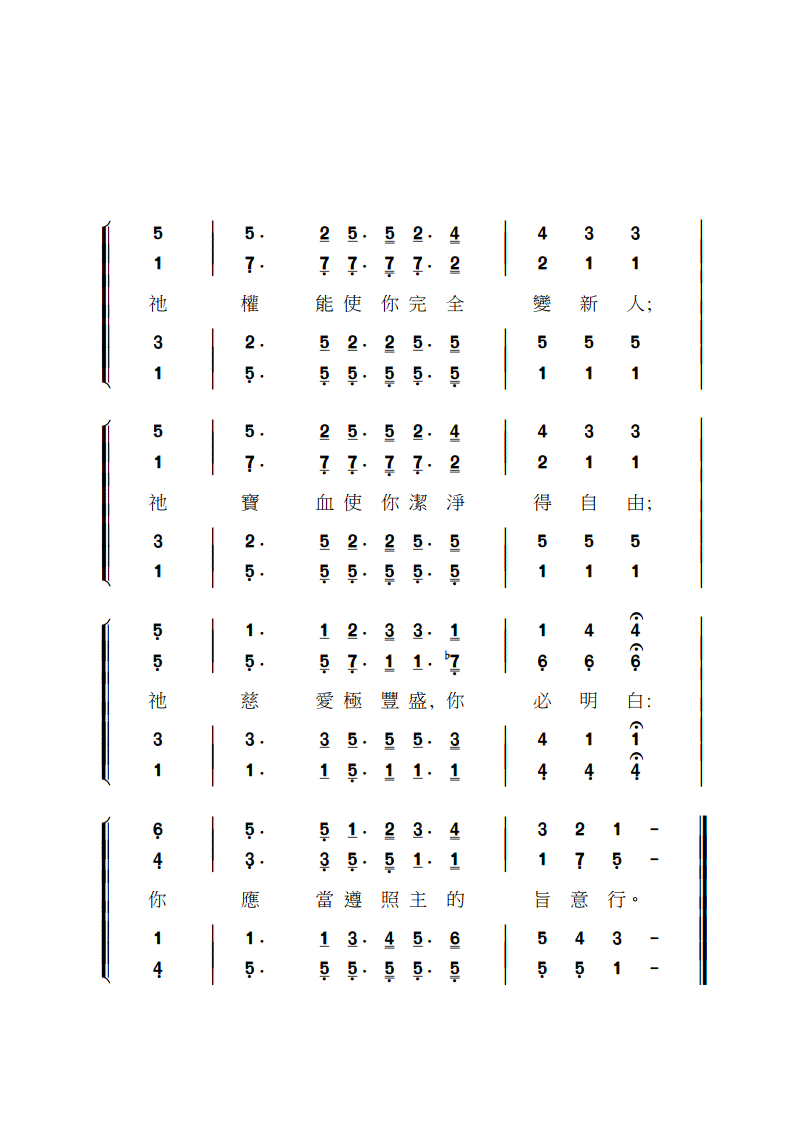 5 | 5 . 2 5 . 5 2 . 4 | 4 3 3 |
1 | 7 . 7 7 . 7 7 . 2 | 2 1 1 |
祂 權 能 使 你 完 全 變 新 人;
3 | 2 . 5 2 . 2 5 . 5 | 5 5 5 |
1 | 5 . 5 5 . 5 5 . 5 | 1 1 1 |
5 | 5 . 2 5 . 5 2 . 4 | 4 3 3 |
1 | 7 . 7 7 . 7 7 . 2 | 2 1 1 |
祂 寶 血 使 你 潔 淨 得 自 由;
3 | 2 . 5 2 . 2 5 . 5 | 5 5 5 |
1 | 5 . 5 5 . 5 5 . 5 | 1 1 1 |
5 | 1 . 1 2 . 3 3 . 1 | 1 4 4 |
5 | 5 . 5 7 . 1 1 . ♭7 | 6 6 6 |
祂 慈 愛 極 豐 盛, 你 必 明 白:
3 | 3 . 3 5 . 5 5 . 3 | 4 1 1 |
1 | 1 . 1 5 . 1 1 . 1 | 4 4 4 |
6 | 5 . 5 1 . 2 3 . 4 | 3 2 1 – ‖
4 | 3 . 3 5 . 5 1 . 1 | 1 7 5 – ‖
你 應 當 遵 照 主 的 旨 意 行。
1 | 1 . 1 3 . 4 5 . 6 | 5 4 3 – ‖
4 | 5 . 5 5 . 5 5 . 5 | 5 5 1 – ‖